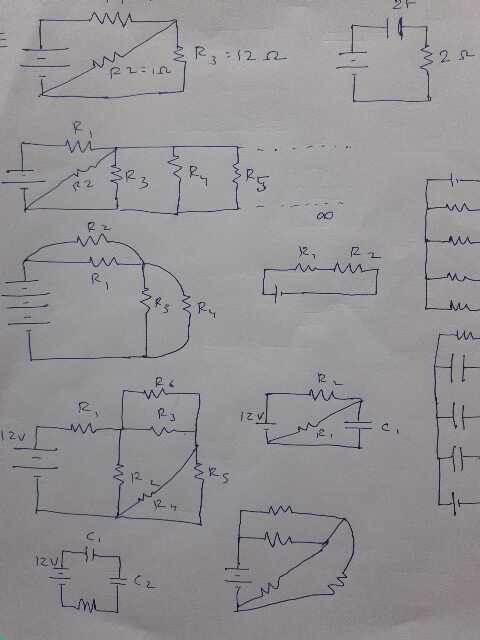 2F
R3 = 12 Ω
R2 = 1Ω
2 Ω
R1
R2
R3
R4
R5
∞
R2
R1
R3
R4
R1
R2
R6
R1
R3
12V
R2
R4
R5
R2
12V
R1
C1
C1
12V
C2